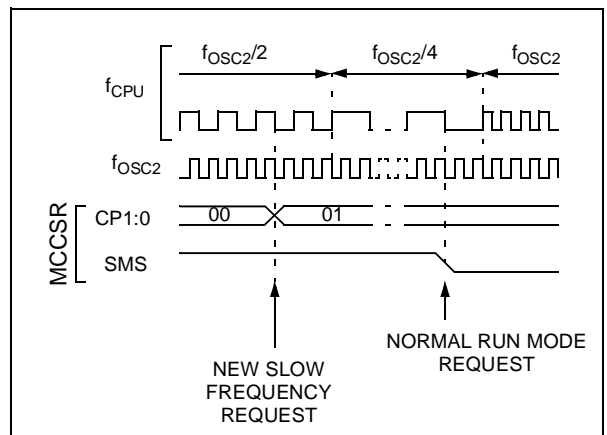 fOSC2/2 fOSC2/4 fOSC2
fCPU
fOSC2
MCCSR
CP1:0 00 01
SMS
NEW SLOW
FREQUENCY
REQUEST
NORMAL RUN MODE
REQUEST